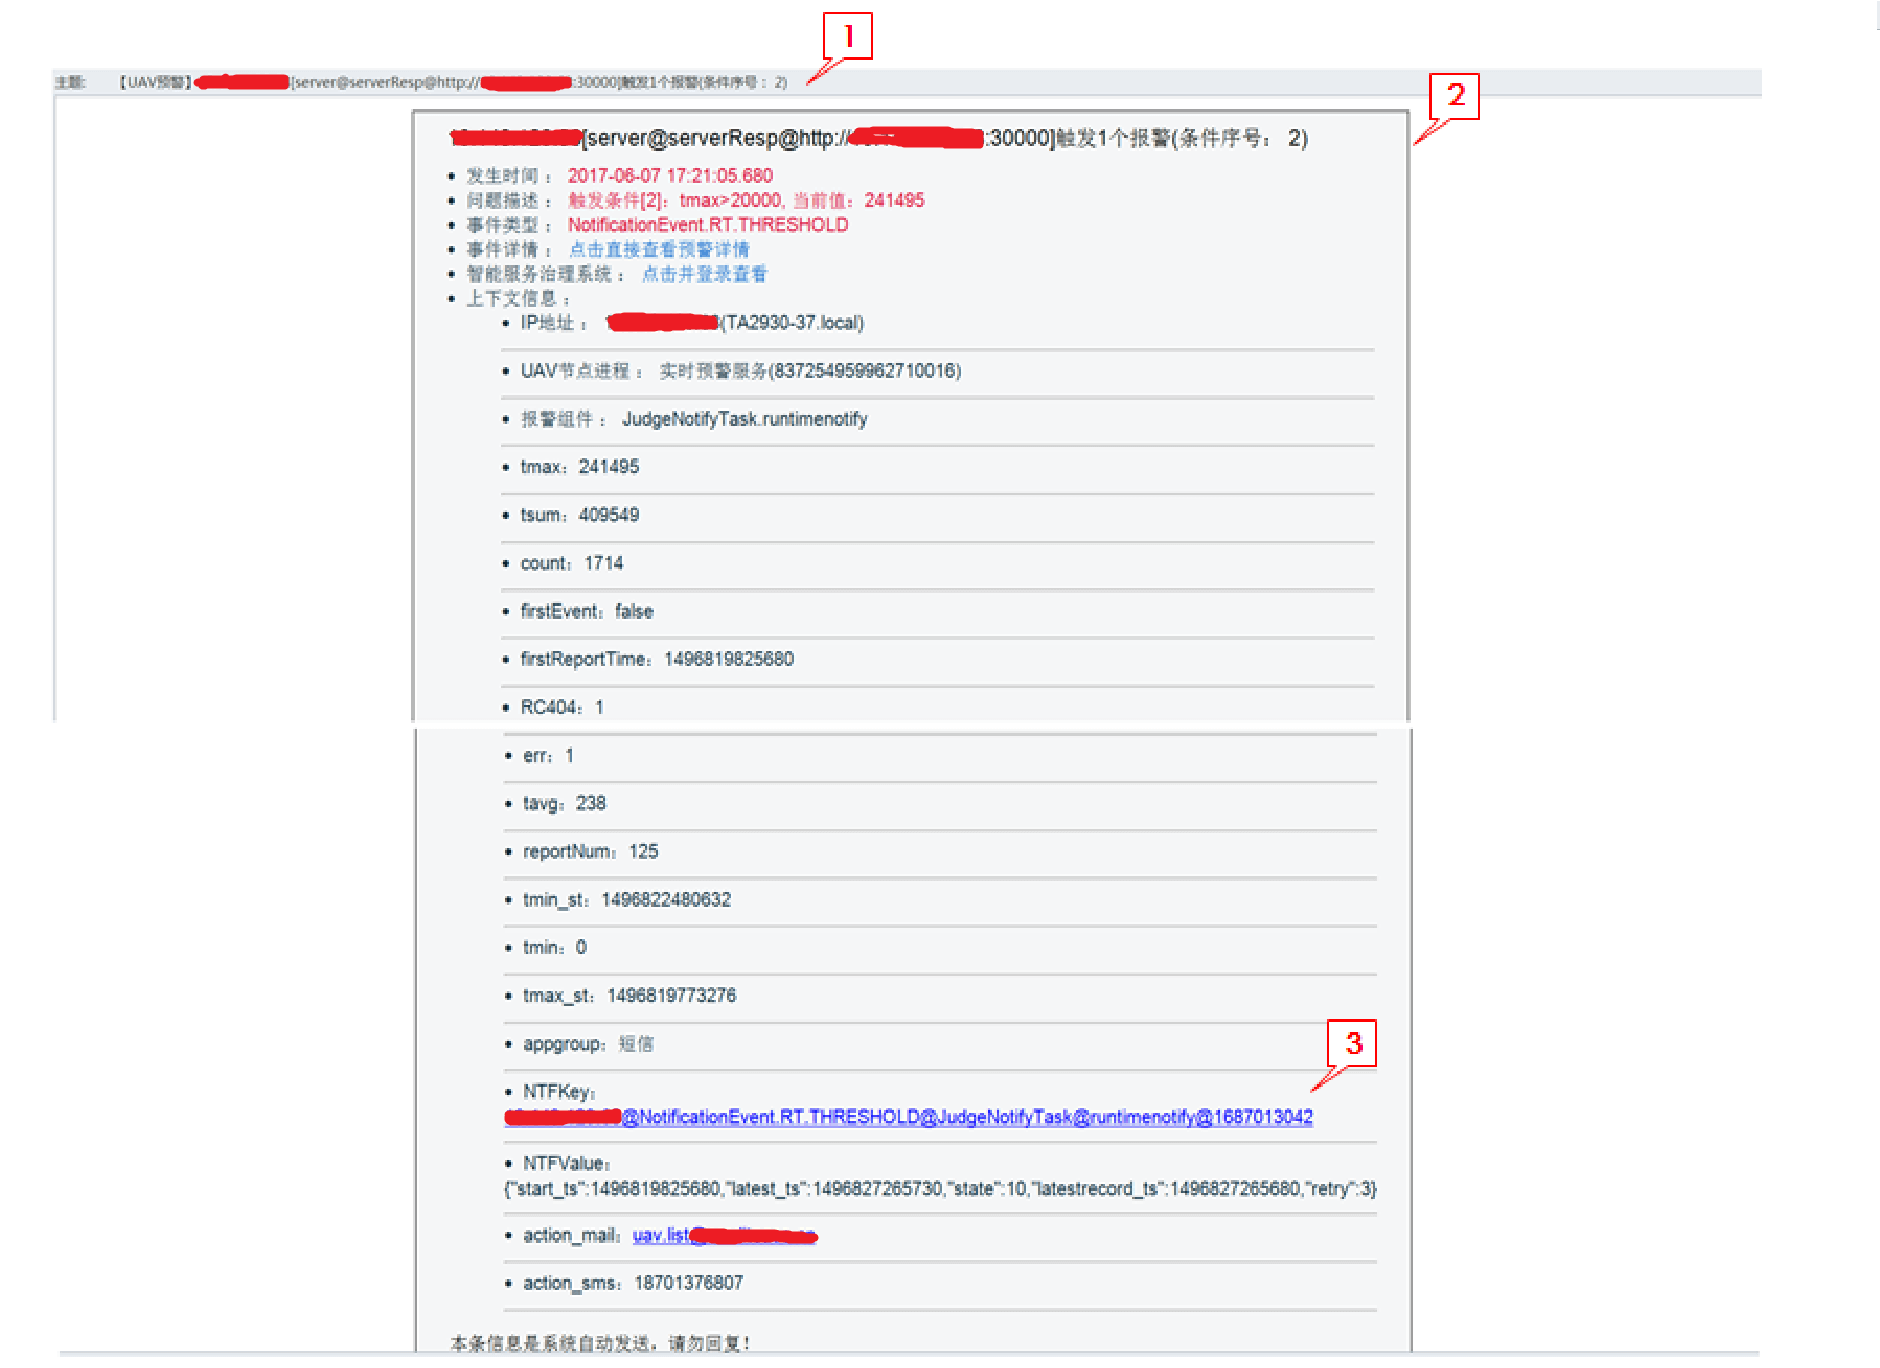 1
主题: 【UAV预警】[server@serverResp@http://:30000]触发1个报警(条件序号： 2)
2
[server@serverResp@http://:30000]触发1个报警(条件序号： 2)
• 发生时间： 2017-06-07 17:21:05.680
• 问题描述： 触发条件[2]：tmax>20000, 当前值：241495
• 事件类型： NotificationEvent.RT.THRESHOLD
• 事件详情： 点击直接查看预警详情
• 智能服务治理系统： 点击并登录查看
• 上下文信息：
• IP地址： (TA2930-37.local)
• UAV节点进程： 实时预警服务(837254959962710016)
• 报警组件： JudgeNotifyTask.runtimenotify
• tmax：241495
• tsum：409549
• count：1714
• firstEvent：false
• firstReportTime：1496819825680
• RC404：1
• err：1
• tavg：238
• reportNum：125
• tmin_st：1496822480632
• tmin：0
• tmax_st：1496819773276
• appgroup：短信
3
• NTFKey：
@NotificationEvent.RT.THRESHOLD@JudgeNotifyTask@runtimenotify@1687013042
• NTFValue：
{"start_ts":1496819825680,"latest_ts":1496827265730,"state":10,"latestrecord_ts":1496827265680,"retry":3}
• action_mail：uav.list@
• action_sms：18701376807
本条信息是系统自动发送，请勿回复！